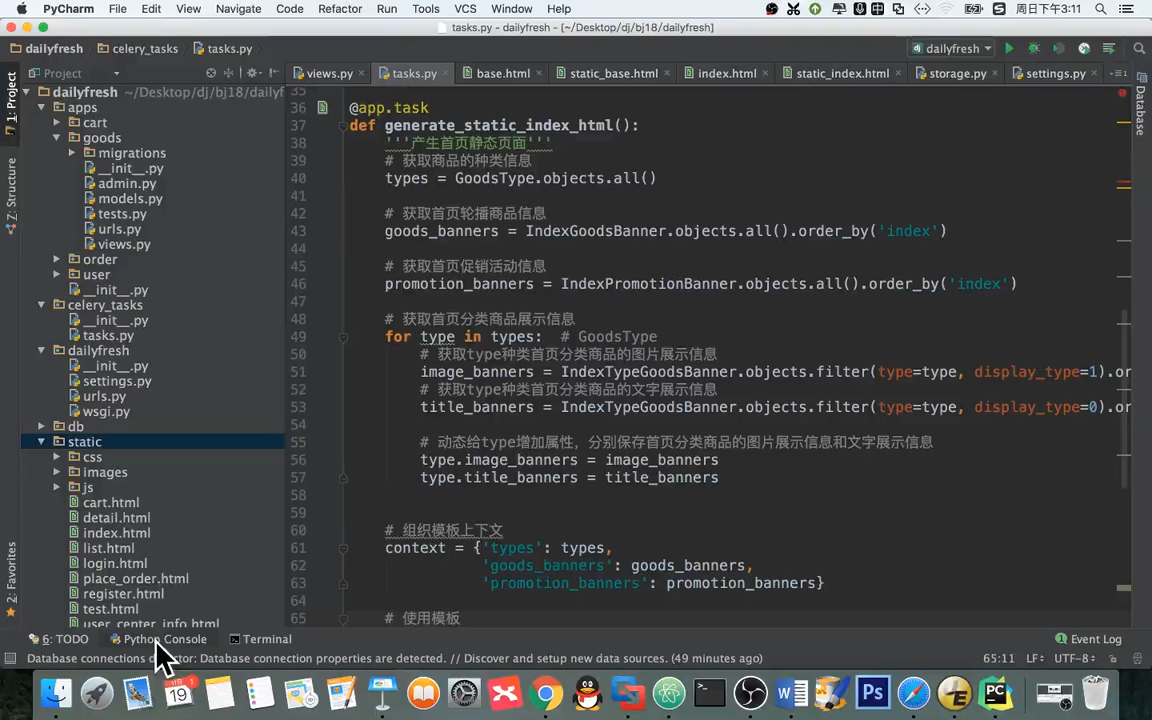 PyCharm File Edit View Navigate Code Refactor Run Tools VCS Window Help 周日下午3:11
tasks.py - dailyfresh - [~/Desktop/dj/bj18/dailyfresh]
dailyfresh celery_tasks tasks.py dailyfresh
Project views.py tasks.py base.html static_base.html index.html static_index.html storage.py settings.py
1: Project
Z: Structure
2: Favorites
Database
dailyfresh ~/Desktop/dj/bj18/dailyf
apps
cart
goods
migrations
__init__.py
admin.py
models.py
tests.py
urls.py
views.py
order
user
__init__.py
celery_tasks
__init__.py
tasks.py
dailyfresh
__init__.py
settings.py
urls.py
wsgi.py
db
static
css
images
js
cart.html
detail.html
index.html
list.html
login.html
place_order.html
register.html
test.html
user_center_info.html
35
36 @app.task
37 def generate_static_index_html():
38 '''产生首页静态页面'''
39 # 获取商品的种类信息
40 types = GoodsType.objects.all()
41
42 # 获取首页轮播商品信息
43 goods_banners = IndexGoodsBanner.objects.all().order_by('index')
44
45 # 获取首页促销活动信息
46 promotion_banners = IndexPromotionBanner.objects.all().order_by('index')
47
48 # 获取首页分类商品展示信息
49 for type in types: # GoodsType
50 # 获取type种类首页分类商品的图片展示信息
51 image_banners = IndexTypeGoodsBanner.objects.filter(type=type, display_type=1).or
52 # 获取type种类首页分类商品的文字展示信息
53 title_banners = IndexTypeGoodsBanner.objects.filter(type=type, display_type=0).or
54
55 # 动态给type增加属性，分别保存首页分类商品的图片展示信息和文字展示信息
56 type.image_banners = image_banners
57 type.title_banners = title_banners
58
59
60 # 组织模板上下文
61 context = {'types': types,
62 'goods_banners': goods_banners,
63 'promotion_banners': promotion_banners}
64
65 # 使用模板
6: TODO Python Console Terminal 1 Event Log
Database connections detector: Database connection properties are detected. // Discover and setup new data sources. (49 minutes ago) 65:11 LF÷ UTF-8÷
19
1
W
Ps
PC